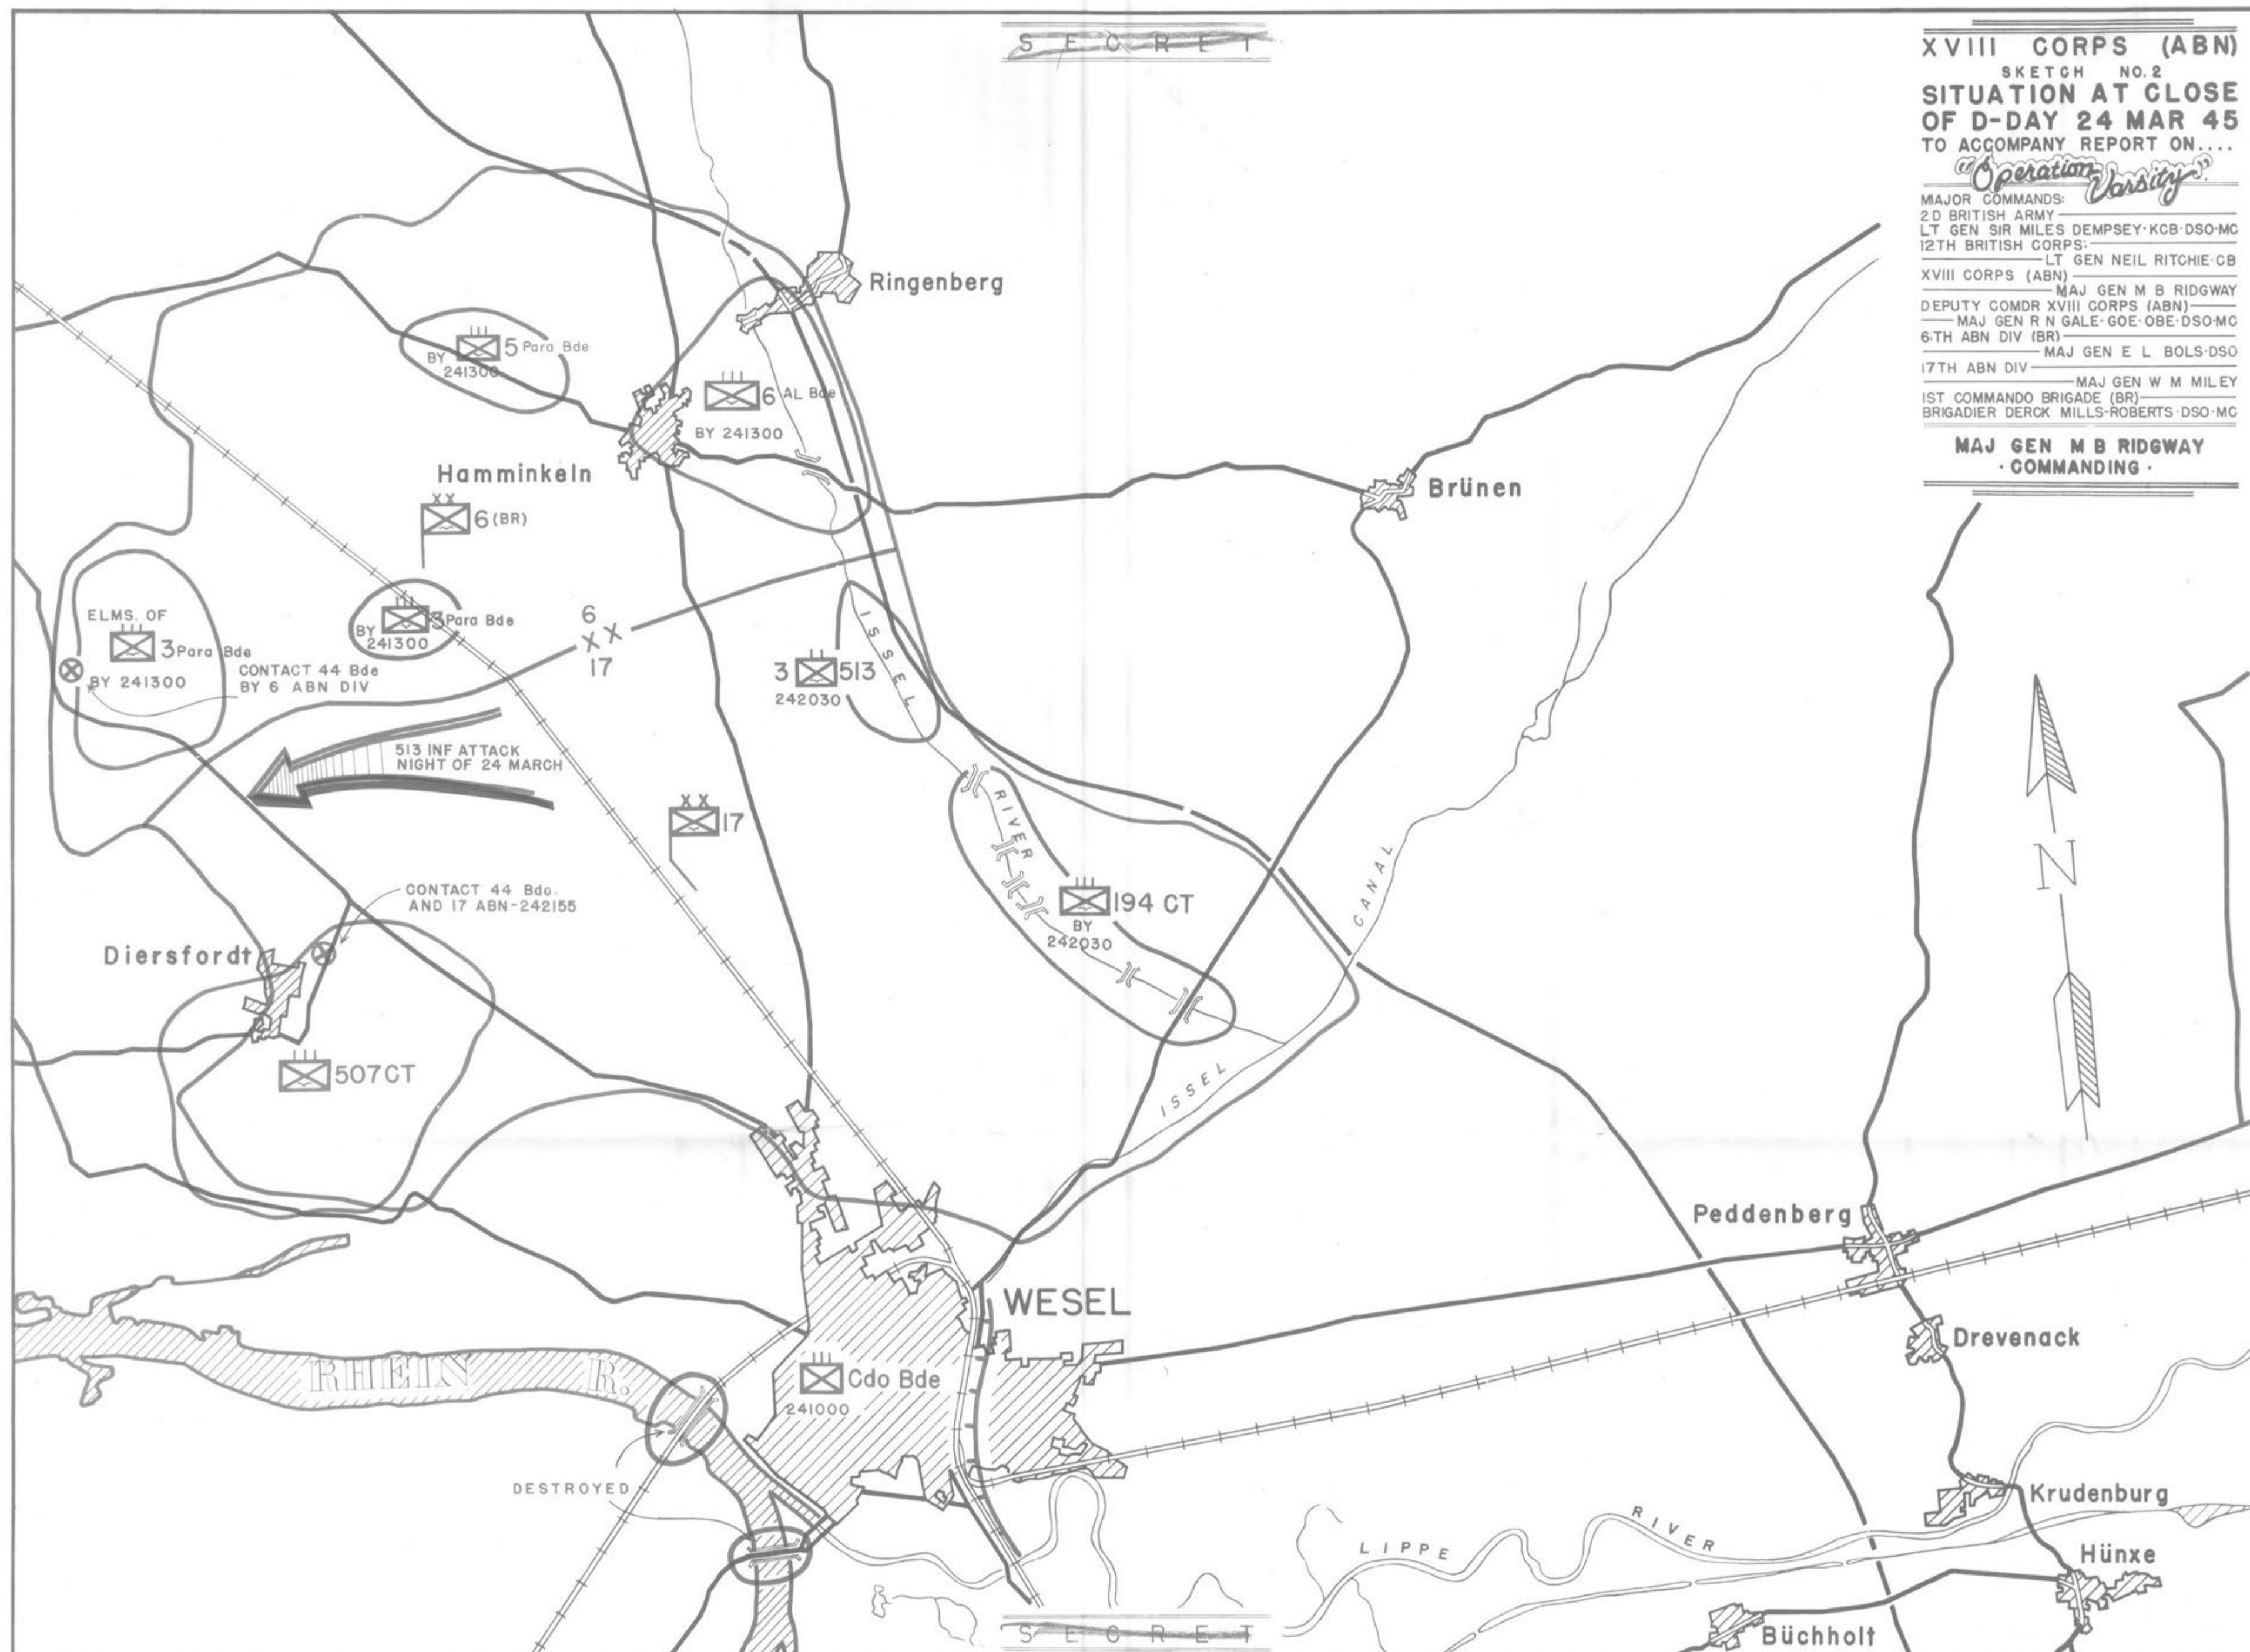 SECRET
XVIII CORPS (ABN)
SKETCH NO. 2
SITUATION AT CLOSE
OF D-DAY 24 MAR 45
TO ACCOMPANY REPORT ON....
"Operation Varsity".
MAJOR COMMANDS:
2D BRITISH ARMY
LT GEN SIR MILES DEMPSEY·KCB·DSO·MC
12TH BRITISH CORPS:
LT GEN NEIL RITCHIE·CB
XVIII CORPS (ABN)
MAJ GEN M B RIDGWAY
DEPUTY COMDR XVIII CORPS (ABN)
MAJ GEN R N GALE·GOE·OBE·DSO·MC
6TH ABN DIV (BR)
MAJ GEN E L BOLS·DSO
17TH ABN DIV
MAJ GEN W M MILEY
1ST COMMANDO BRIGADE (BR)
BRIGADIER DERCK MILLS-ROBERTS·DSO·MC
MAJ GEN M B RIDGWAY
· COMMANDING ·
Ringenberg
5 Para Bde
BY
241300
6 AL Bde
BY 241300
Hamminkeln
Brünen
XX
6 (BR)
ELMS. OF
3 Para Bde
BY 241300
3 Para Bde
BY
241300
CONTACT 44 Bde
BY 6 ABN DIV
6
XX
17
ISSEL
3 513
242030
513 INF ATTACK
NIGHT OF 24 MARCH
XX
17
RIVER
CONTACT 44 Bde.
AND 17 ABN-242155
194 CT
BY
242030
CANAL
N
Diersfordt
507 CT
ISSEL
Peddenberg
WESEL
Drevenack
RHEIN R.
Cdo Bde
241000
DESTROYED
Krudenburg
LIPPE RIVER
Hünxe
Büchholt
SECRET